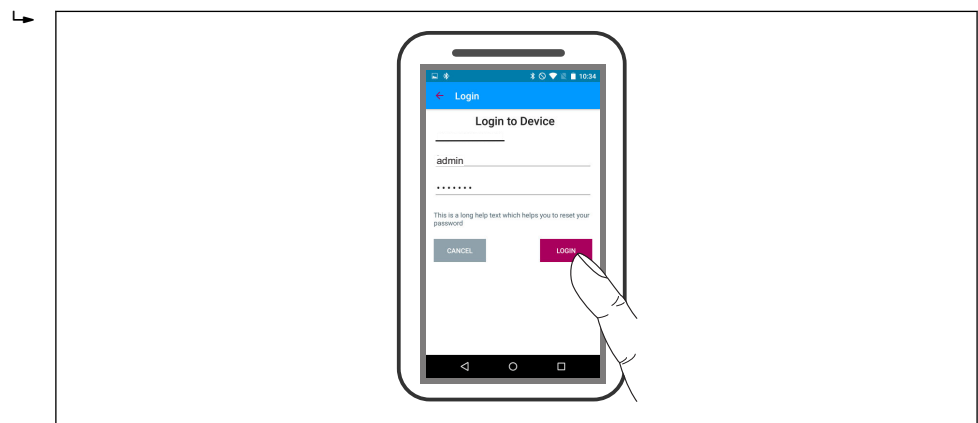 10:34
Login
Login to Device
admin
.......
This is a long help text which helps you to reset your
password
CANCEL
LOGIN